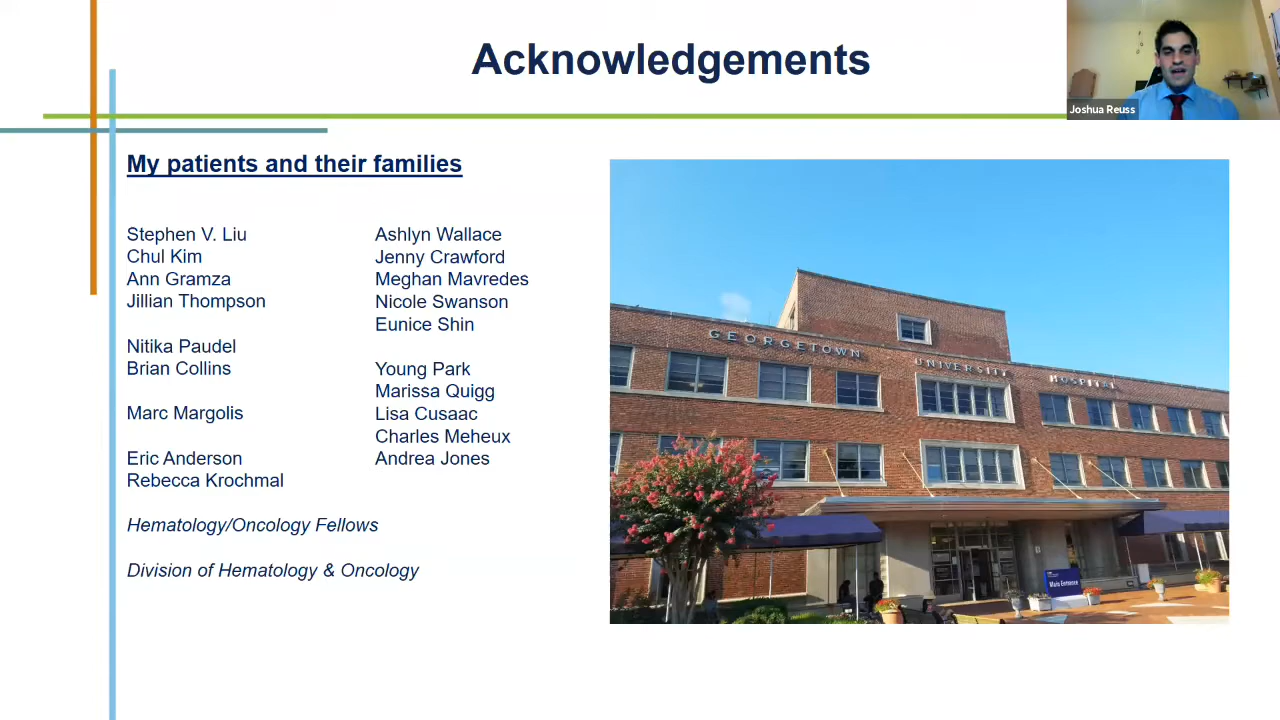 Acknowledgements
Joshua Reuss
My patients and their families
Stephen V. Liu
Chul Kim
Ann Gramza
Jillian Thompson
Nitika Paudel
Brian Collins
Marc Margolis
Eric Anderson
Rebecca Krochmal
Hematology/Oncology Fellows
Division of Hematology & Oncology
Ashlyn Wallace
Jenny Crawford
Meghan Mavredes
Nicole Swanson
Eunice Shin
Young Park
Marissa Quigg
Lisa Cusaac
Charles Meheux
Andrea Jones
GEORGETOWN UNIVERSITY HOSPITAL
Main Entrance